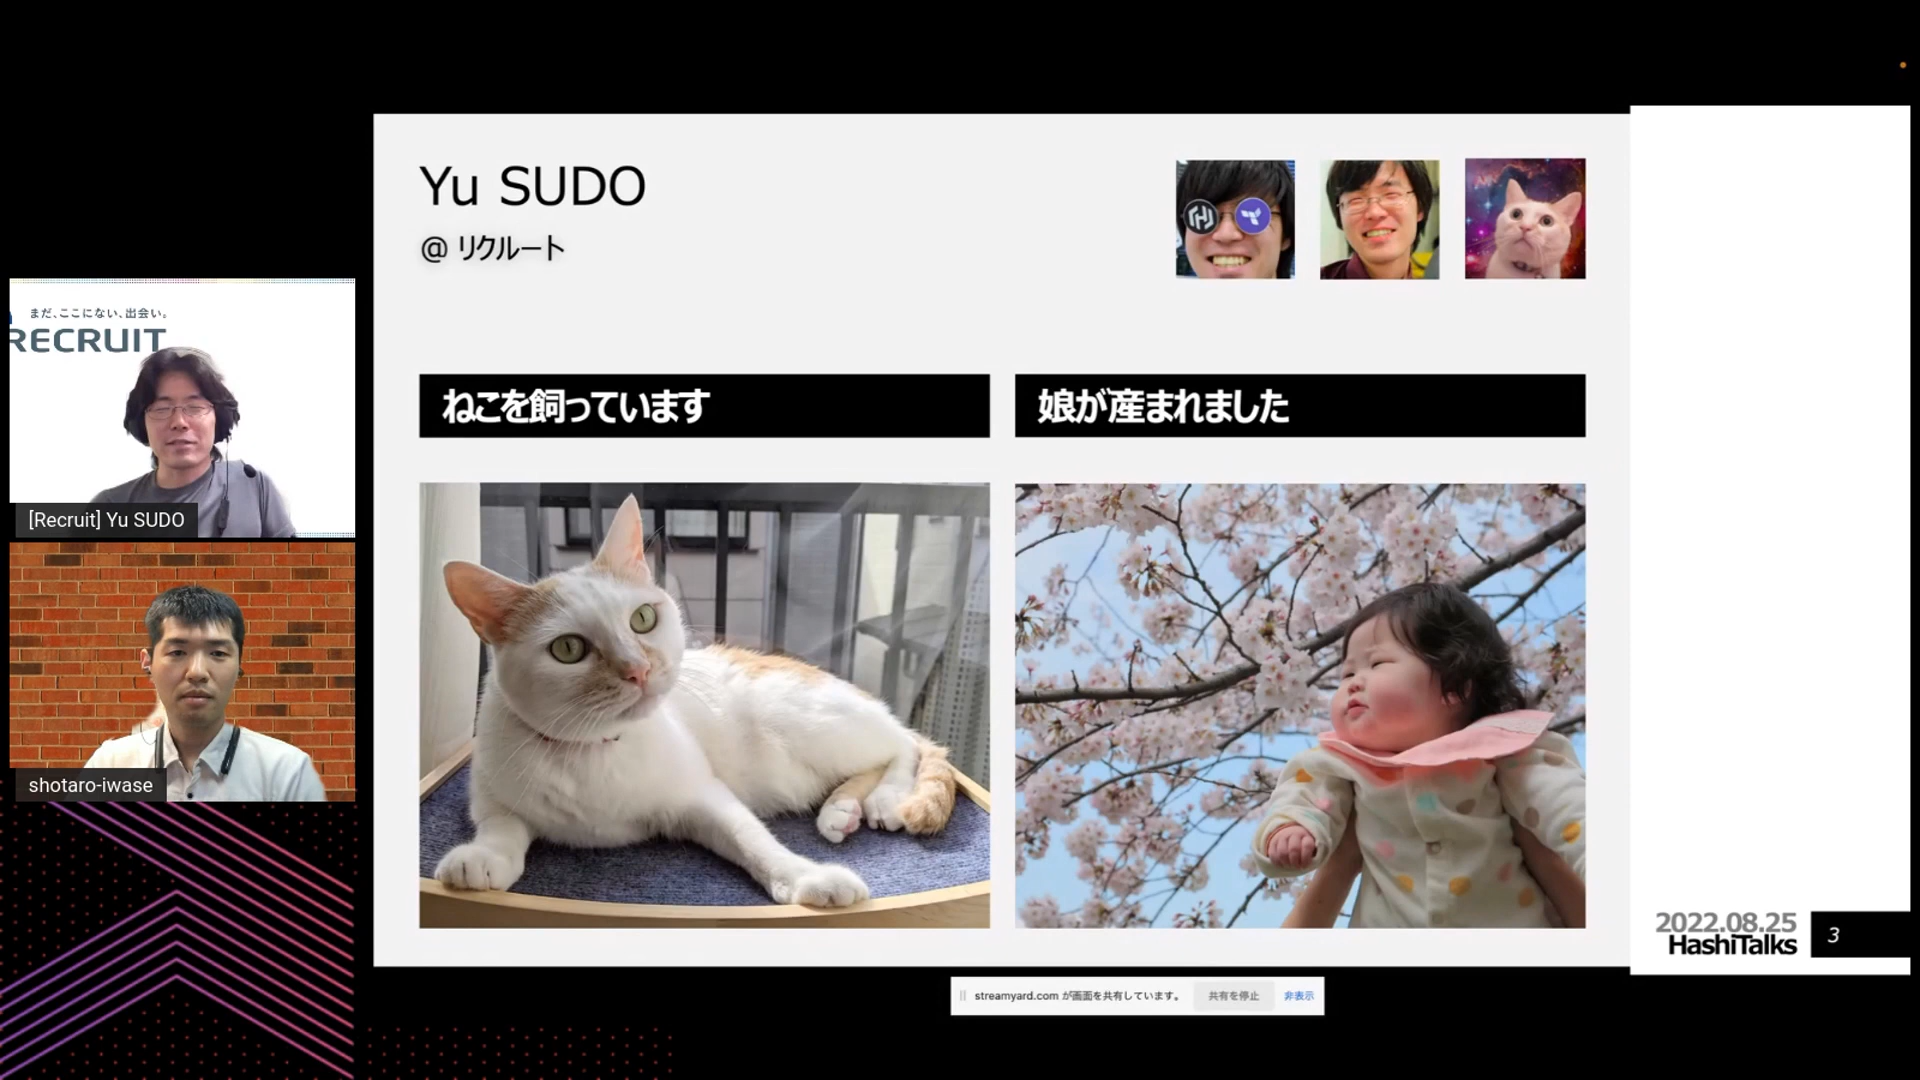 Yu SUDO
@ リクルート
まだ、ここにない、出会い。
RECRUIT
[Recruit] Yu SUDO
shotaro-iwase
ねこを飼っています
娘が産まれました
2022.08.25
HashiTalks
3
streamyard.com が画面を共有しています。
共有を停止
非表示